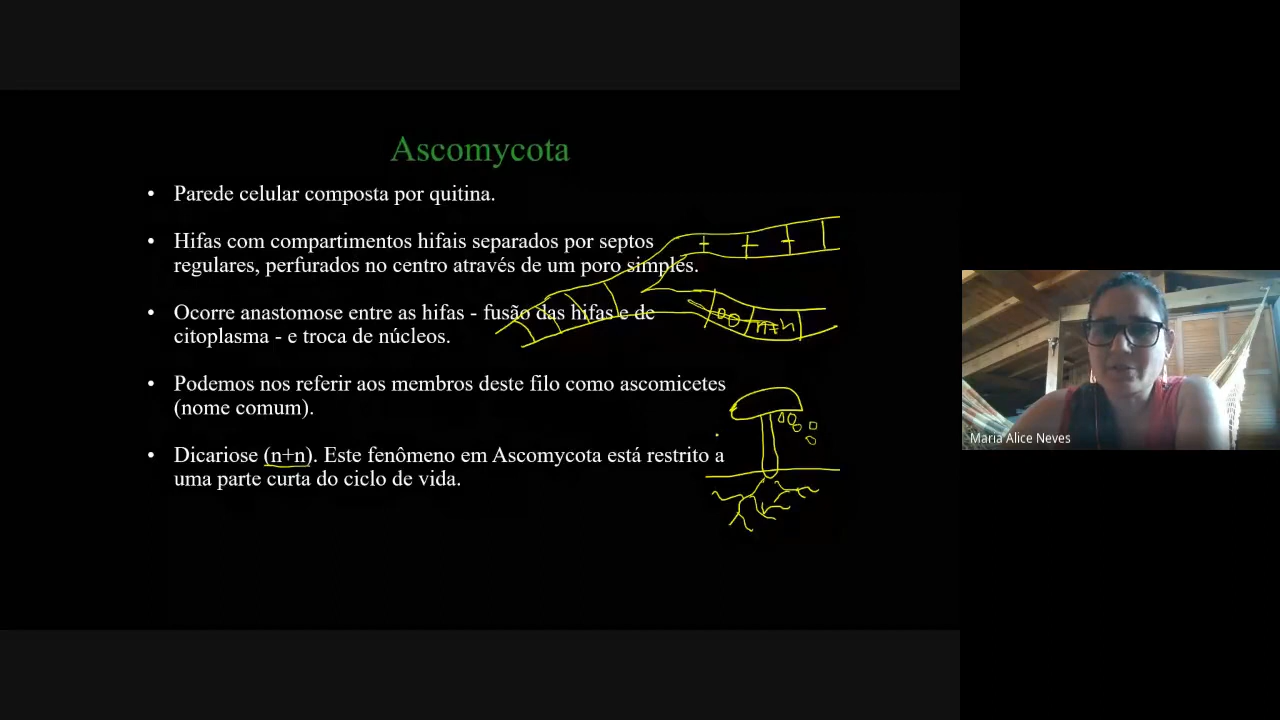 Ascomycota
• Parede celular composta por quitina.
• Hifas com compartimentos hifais separados por septos
regulares, perfurados no centro através de um poro simples.
• Ocorre anastomose entre as hifas - fusão das hifas e de
citoplasma - e troca de núcleos.
n+n
• Podemos nos referir aos membros deste filo como ascomicetes
(nome comum).
• Dicariose (n+n). Este fenômeno em Ascomycota está restrito a
uma parte curta do ciclo de vida.
Maria Alice Neves